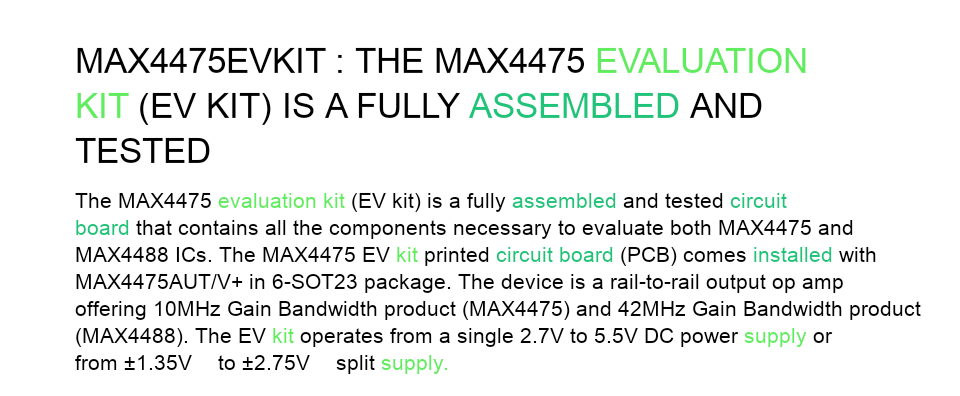 MAX4475EVKIT : THE MAX4475 EVALUATION
KIT (EV KIT) IS A FULLY ASSEMBLED AND
TESTED
The MAX4475 evaluation kit (EV kit) is a fully assembled and tested circuit
board that contains all the components necessary to evaluate both MAX4475 and
MAX4488 ICs. The MAX4475 EV kit printed circuit board (PCB) comes installed with
MAX4475AUT/V+ in 6-SOT23 package. The device is a rail-to-rail output op amp
offering 10MHz Gain Bandwidth product (MAX4475) and 42MHz Gain Bandwidth product
(MAX4488). The EV kit operates from a single 2.7V to 5.5V DC power supply or
from ±1.35V to ±2.75V split supply.